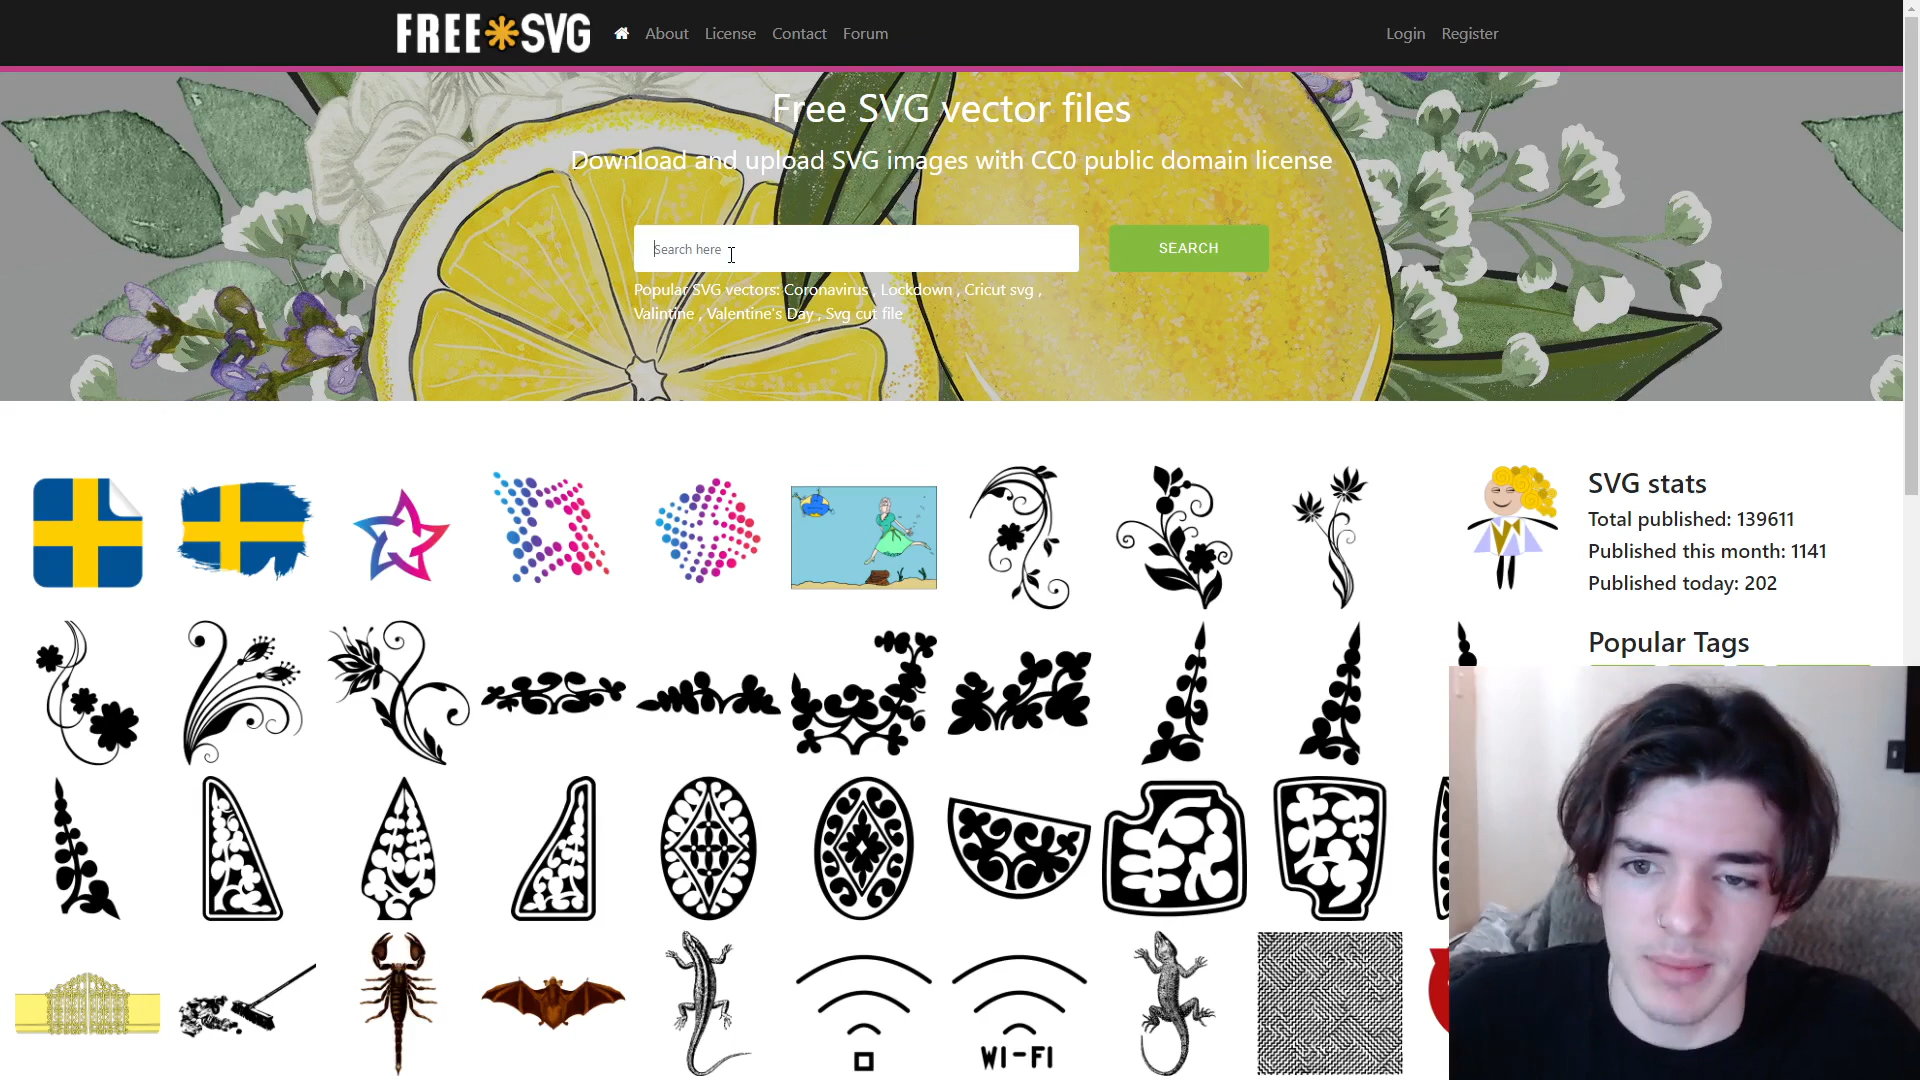 FREE SVG
About
License
Contact
Forum
Login
Register
Free SVG vector files
Download and upload SVG images with CC0 public domain license
Search here
SEARCH
Popular SVG vectors: Coronavirus , Lockdown , Cricut svg ,
Valintine , Valentine's Day , Svg cut file
SVG stats
Total published: 139611
Published this month: 1141
Published today: 202
Popular Tags
WI-FI